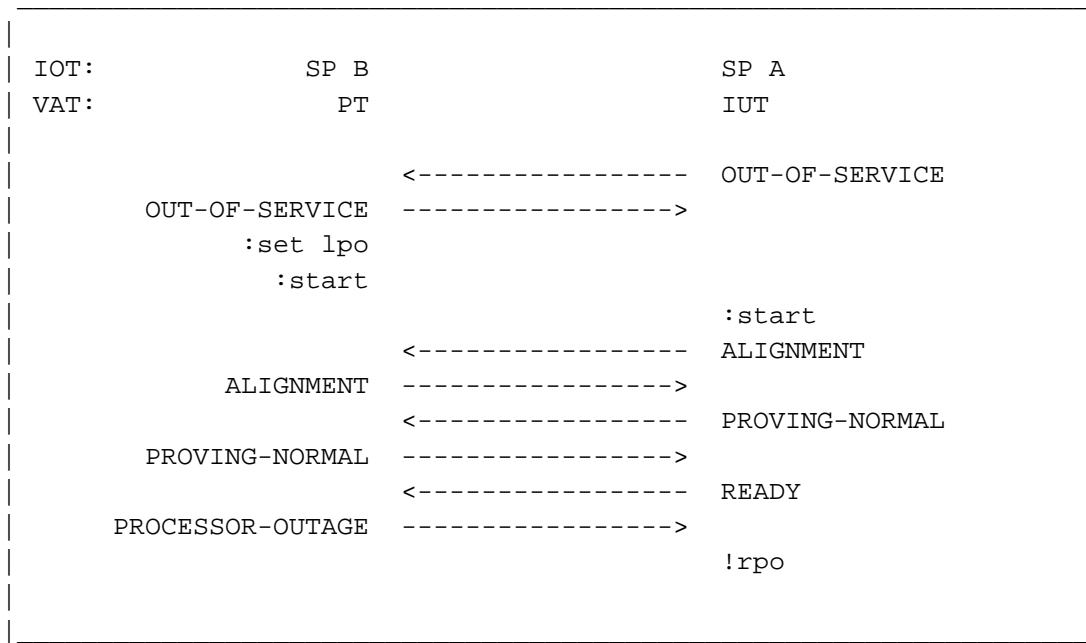 IOT: SP B SP A
VAT: PT IUT
<----------------- OUT-OF-SERVICE
OUT-OF-SERVICE ----------------->
:set lpo
:start
:start
<----------------- ALIGNMENT
ALIGNMENT ----------------->
<----------------- PROVING-NORMAL
PROVING-NORMAL ----------------->
<----------------- READY
PROCESSOR-OUTAGE ----------------->
!rpo